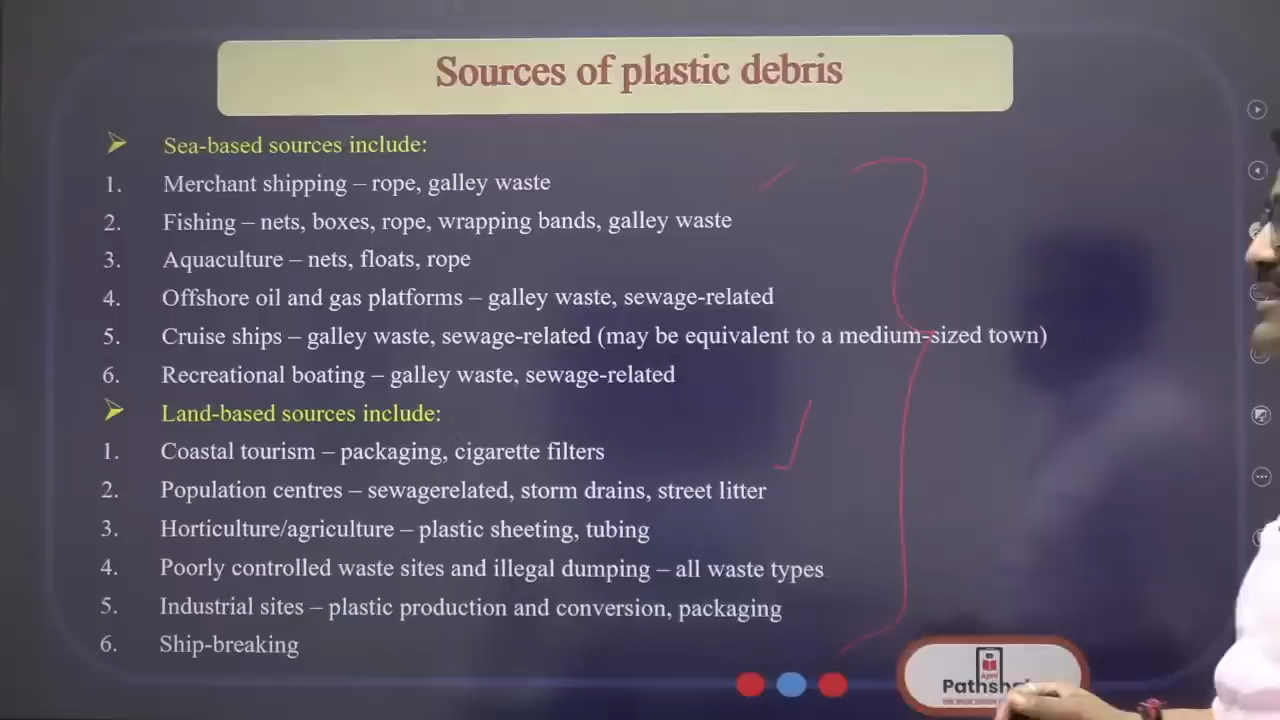 Sources of plastic debris
Sea-based sources include:
1. Merchant shipping – rope, galley waste
2. Fishing – nets, boxes, rope, wrapping bands, galley waste
3. Aquaculture – nets, floats, rope
4. Offshore oil and gas platforms – galley waste, sewage-related
5. Cruise ships – galley waste, sewage-related (may be equivalent to a medium-sized town)
6. Recreational boating – galley waste, sewage-related
Land-based sources include:
1. Coastal tourism – packaging, cigarette filters
2. Population centres – sewagerelated, storm drains, street litter
3. Horticulture/agriculture – plastic sheeting, tubing
4. Poorly controlled waste sites and illegal dumping – all waste types
5. Industrial sites – plastic production and conversion, packaging
6. Ship-breaking